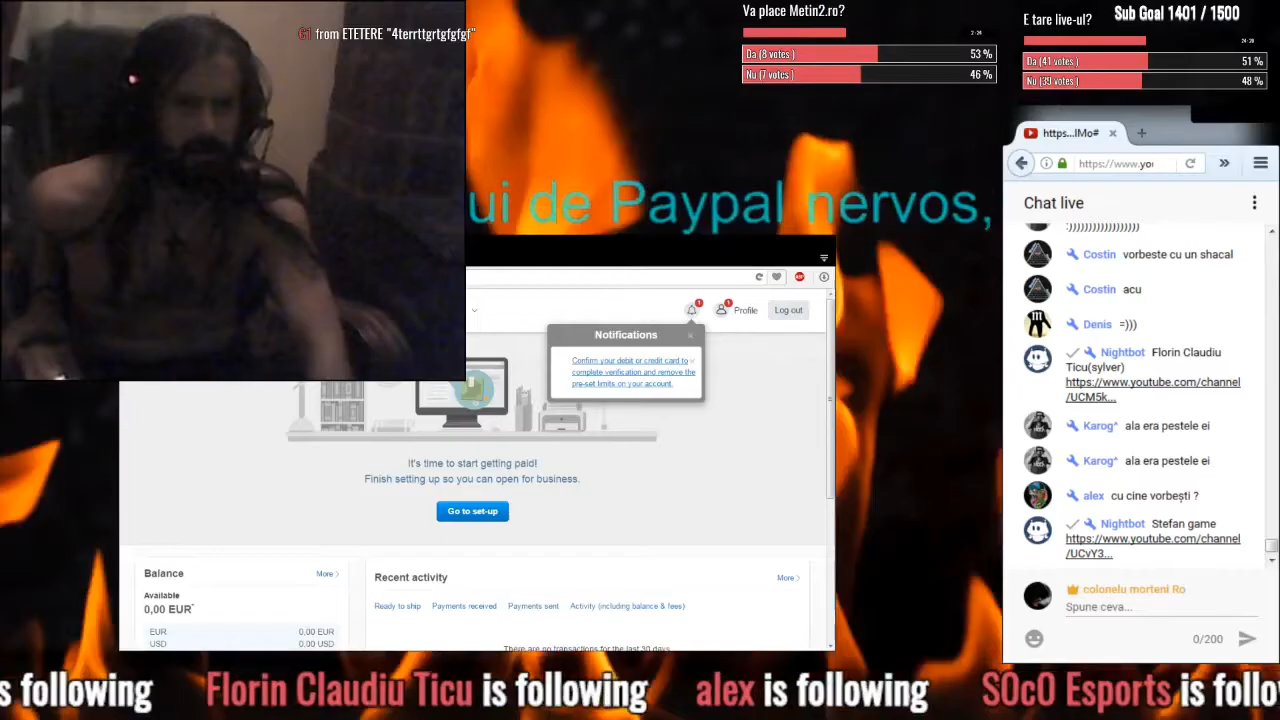 from ETETERE "4terrttgrtgfgfgf"
Va place Metin2.ro?
2:24
Da (8 votes )
53 %
Nu (7 votes )
46 %
E tare live-ul?
Sub Goal 1401 / 1500
24:20
Da (41 votes )
51 %
Nu (39 votes )
48 %
ui de Paypal nervos,
Profile
Log out
Notifications
Confirm your debit or credit card to
complete verification and remove the
pre-set limits on your account.
It's time to start getting paid!
Finish setting up so you can open for business.
Go to set-up
Balance
More
Available
0,00 EUR*
EUR
0.00 EUR
USD
0.00 USD
Recent activity
More
Ready to ship
Payments received
Payments sent
Activity (including balance & fees)
There are no transactions for the last 30 days.
https...lMo#
https://www.you
Chat live
:))))))))))))))))))
Costin vorbeste cu un shacal
Costin acu
Denis =)))
Nightbot Florin Claudiu
Ticu(sylver)
https://www.youtube.com/channel
/UCM5k...
Karog^ ala era pestele ei
Karog^ ala era pestele ei
alex cu cine vorbești ?
Nightbot Stefan game
https://www.youtube.com/channel
/UCvY3...
colonelu morteni Ro
Spune ceva...
0/200
is following Florin Claudiu Ticu is following alex is following SOcO Esports is follo